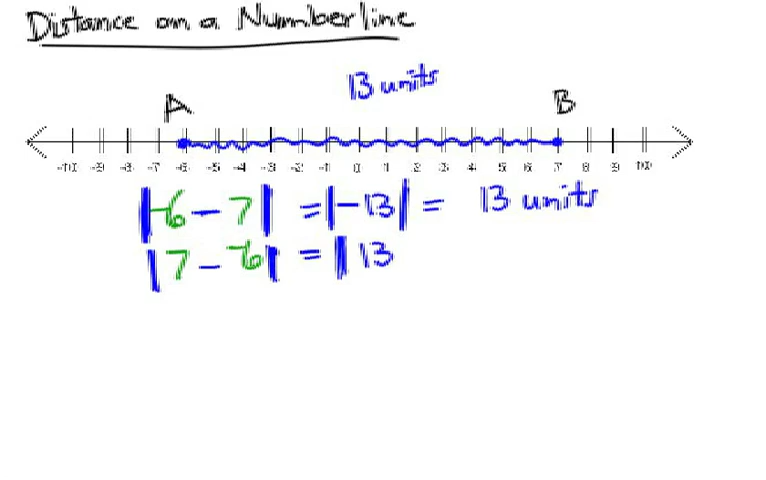 Distance on a Numberline
13 units
A B
-10 -9 -8 -7 -6 -5 -4 -3 -2 -1 0 1 2 3 4 5 6 7 8 9 10
|-6 - 7| = |-13| = 13 units
|7 - -6| = |13